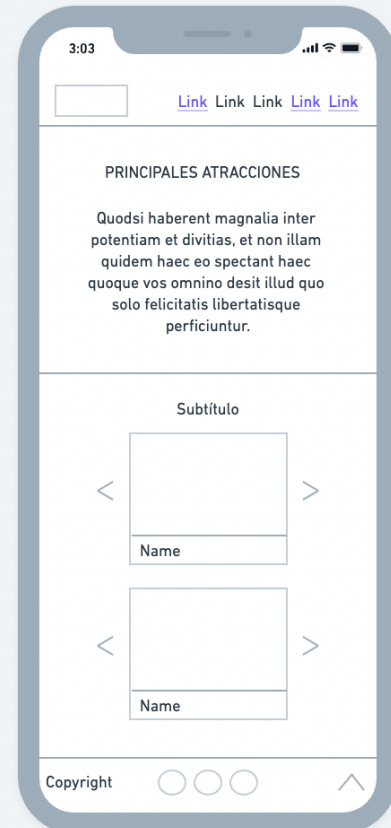 3:03
Link Link Link Link Link
PRINCIPALES ATRACCIONES
Quodsi haberent magnalia inter
potentiam et divitias, et non illam
quidem haec eo spectant haec
quoque vos omnino desit illud quo
solo felicitatis libertatisque
perficiuntur.
Subtítulo
< >
Name
< >
Name
Copyright